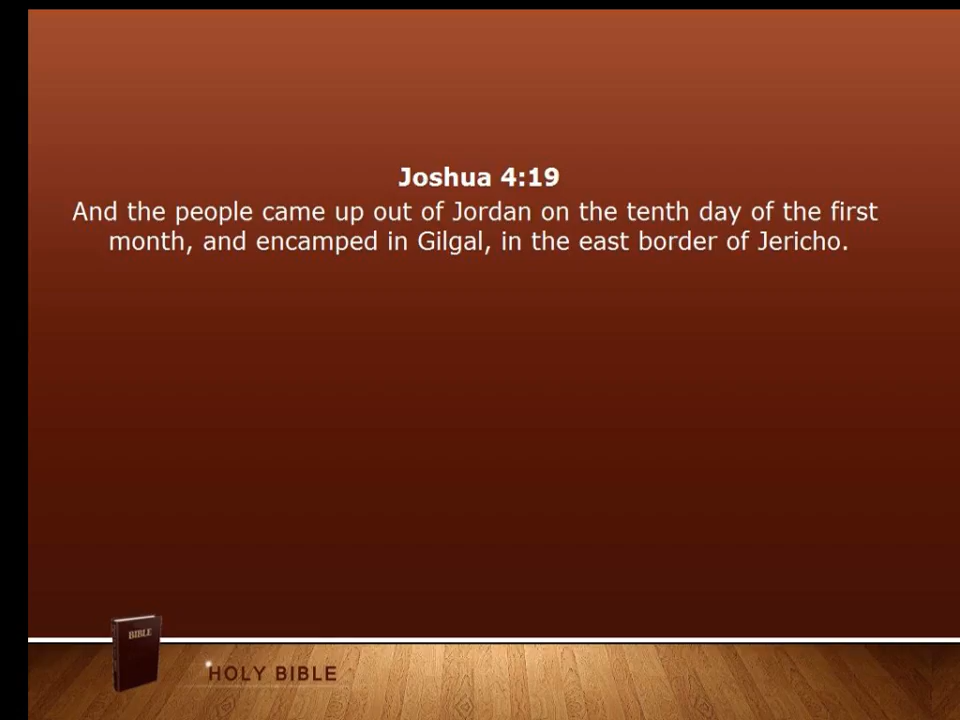 Joshua 4:19
And the people came up out of Jordan on the tenth day of the first
month, and encamped in Gilgal, in the east border of Jericho.
BIBLE
HOLY BIBLE